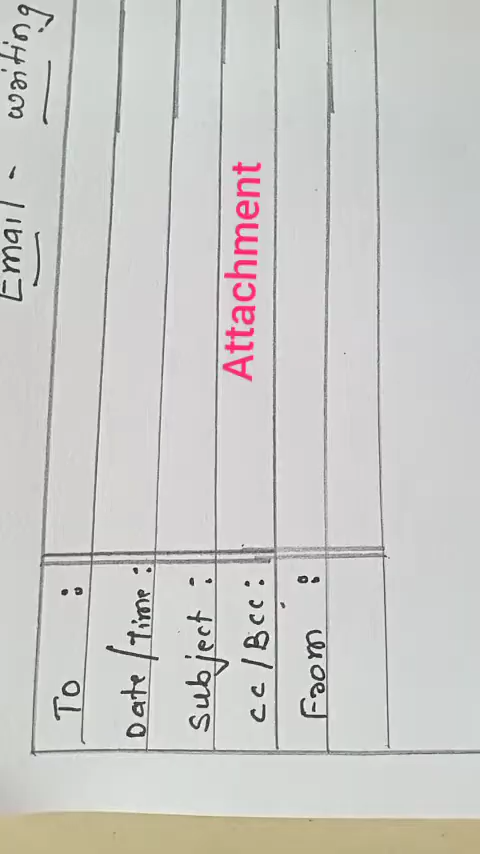 Email - writing
To :
Date/Time :
Subject :
cc/Bcc :
Attachment
From :